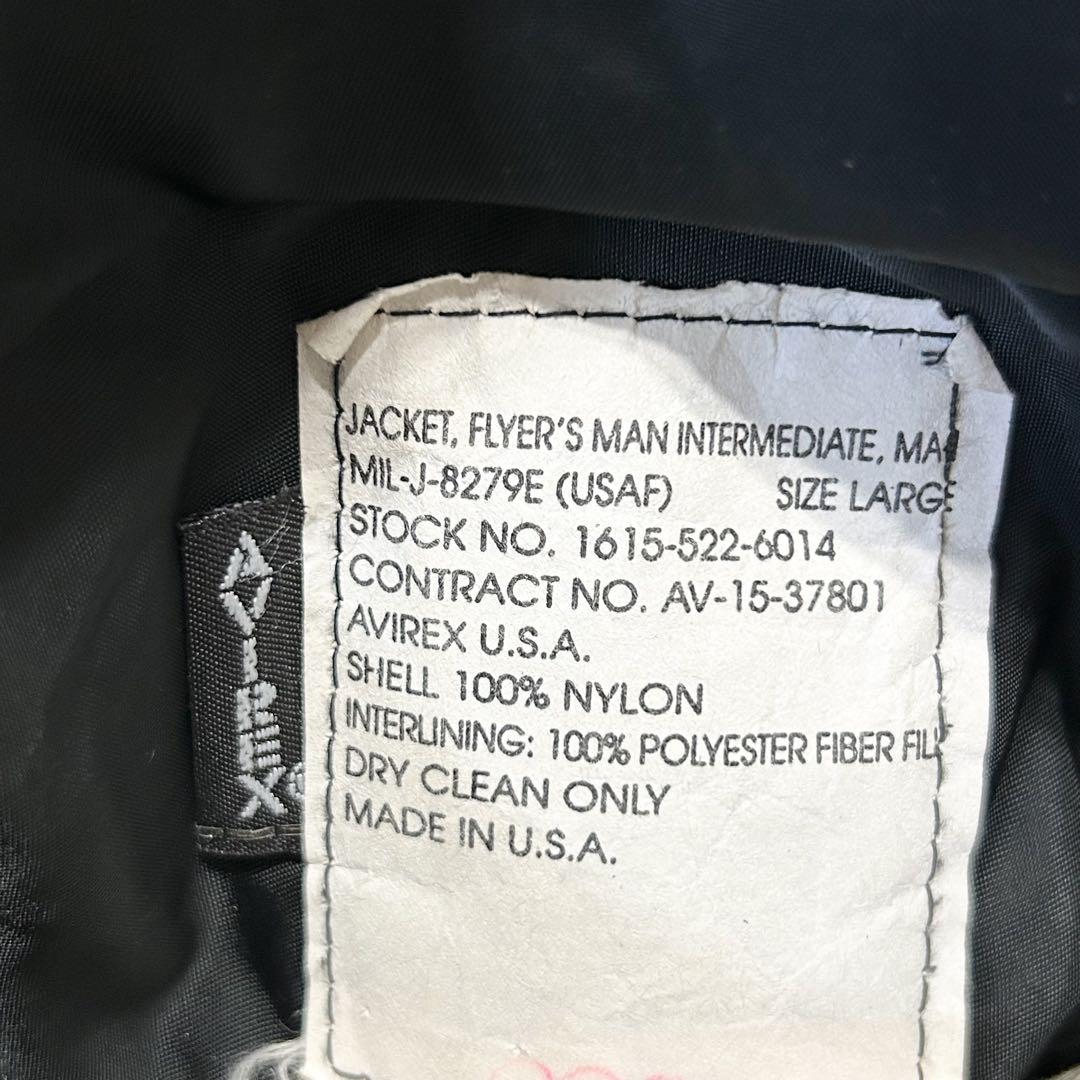 JACKET, FLYER'S MAN INTERMEDIATE, MA
MIL-J-8279E (USAF) SIZE LARGE
STOCK NO. 1615-522-6014
CONTRACT NO. AV-15-37801
AVIREX U.S.A.
SHELL 100% NYLON
INTERLINING: 100% POLYESTER FIBER FILL
DRY CLEAN ONLY
MADE IN U.S.A.